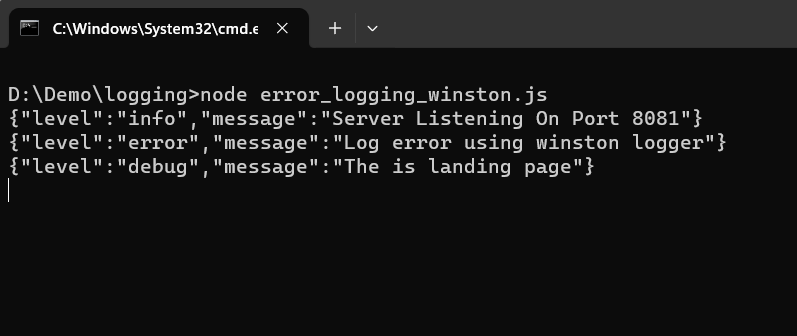 C:\Windows\System32\cmd.e
D:\Demo\logging>node error_logging_winston.js
{"level":"info","message":"Server Listening On Port 8081"}
{"level":"error","message":"Log error using winston logger"}
{"level":"debug","message":"The is landing page"}